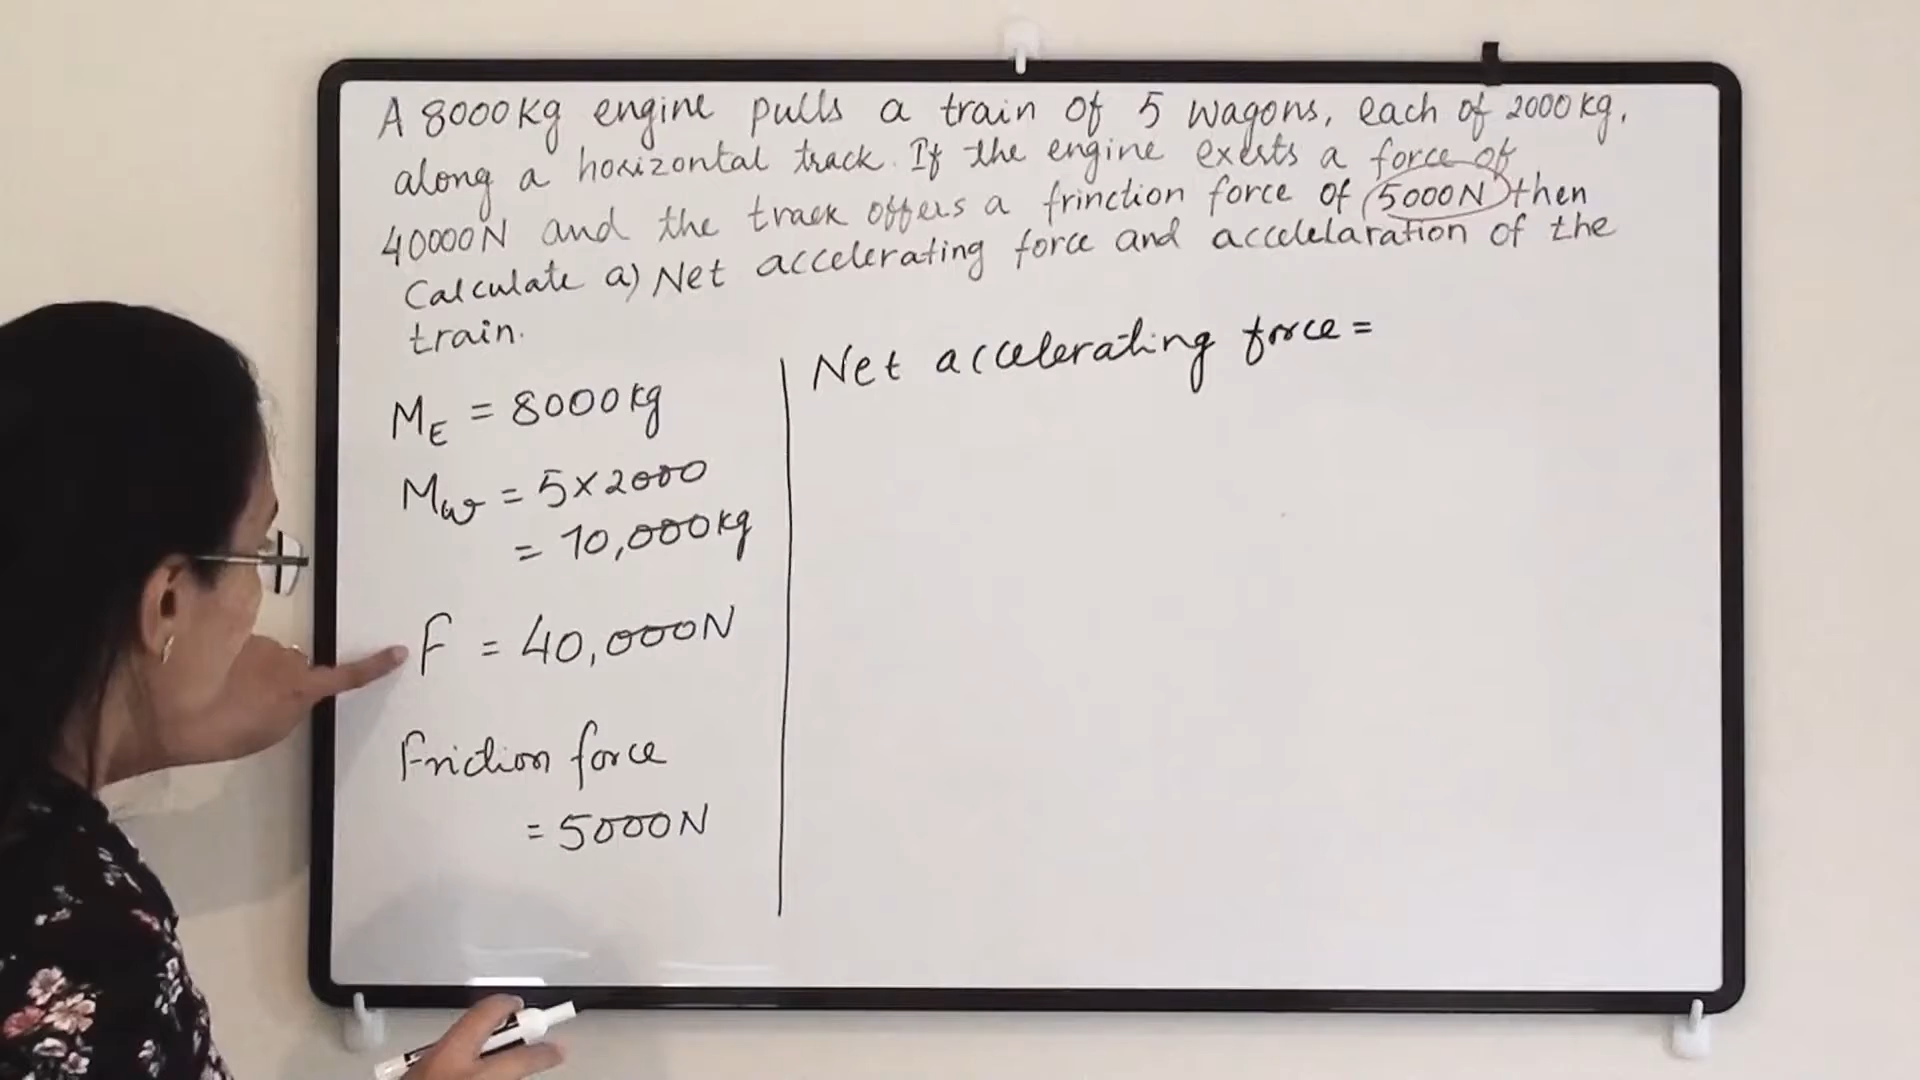 A 8000kg engine pulls a train of 5 wagons, each of 2000kg,
along a horizontal track. If the engine exests a force of
40000N and the track offers a frinction force of 5000N then
Calculate a) Net accelerating force and accelelaration of the
train.
Net accelerating force =
ME = 8000kg
Mw = 5×2000
= 10,000kg
F = 40,000N
Friction force
= 5000N